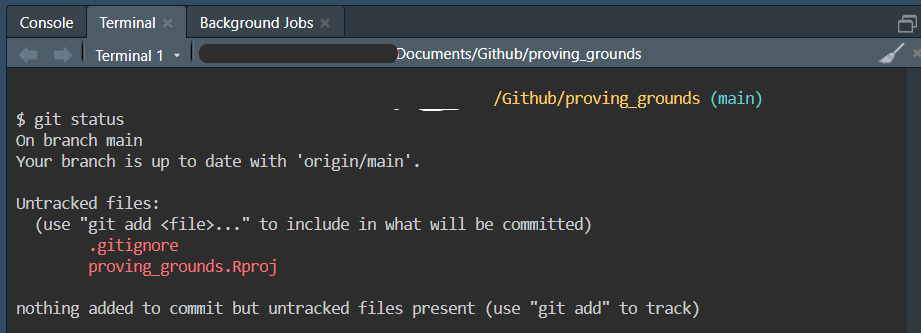 Console Terminal Background Jobs
Terminal 1 Documents/Github/proving_grounds
/Github/proving_grounds (main)
$ git status
On branch main
Your branch is up to date with 'origin/main'.
Untracked files:
(use "git add <file>..." to include in what will be committed)
.gitignore
proving_grounds.Rproj
nothing added to commit but untracked files present (use "git add" to track)